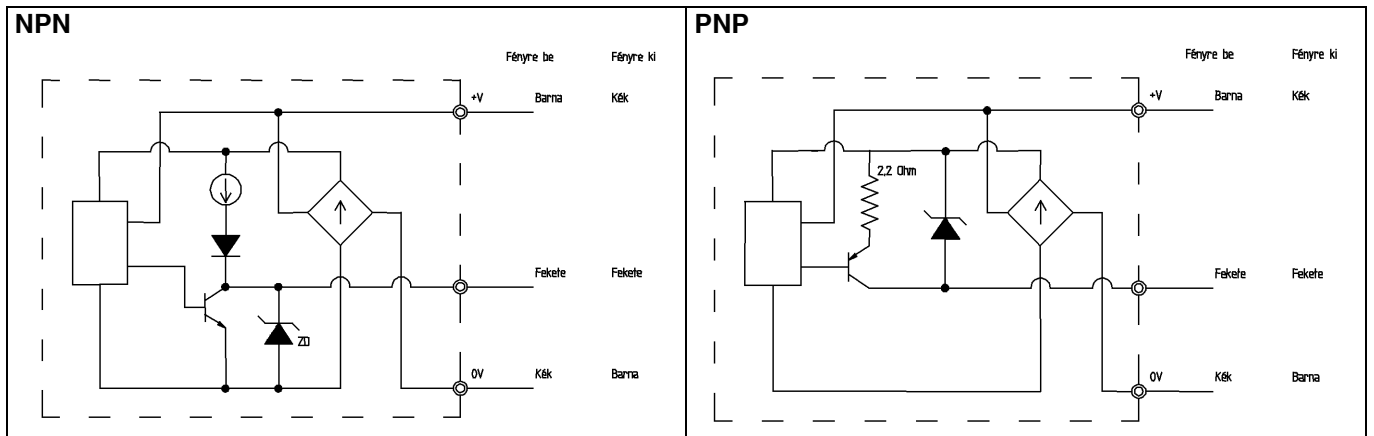 NPN
Fényre be Fényre ki
+V Barna Kék
Fekete Fekete
ZD
0V Kék Barna
PNP
Fényre be Fényre ki
+V Barna Kék
2,2 Ohm
Fekete Fekete
0V Kék Barna